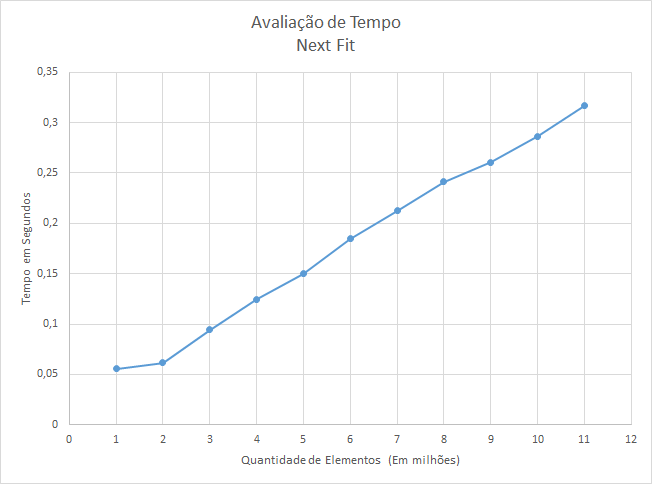 Avaliação de Tempo
Next Fit
0,35
0,3
0,25
0,2
0,15
0,1
0,05
0
Tempo em Segundos
0 1 2 3 4 5 6 7 8 9 10 11 12
Quantidade de Elementos (Em milhões)